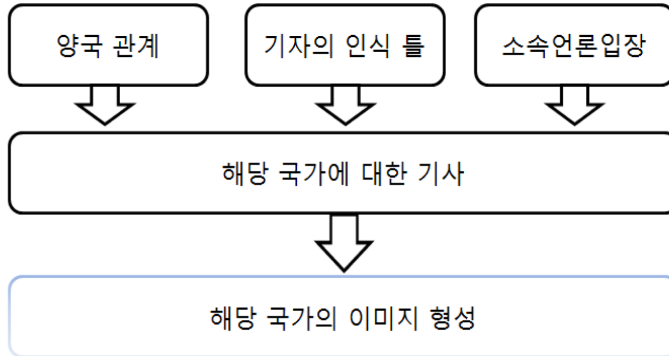 양국 관계
기자의 인식 틀
소속언론입장
해당 국가에 대한 기사
해당 국가의 이미지 형성